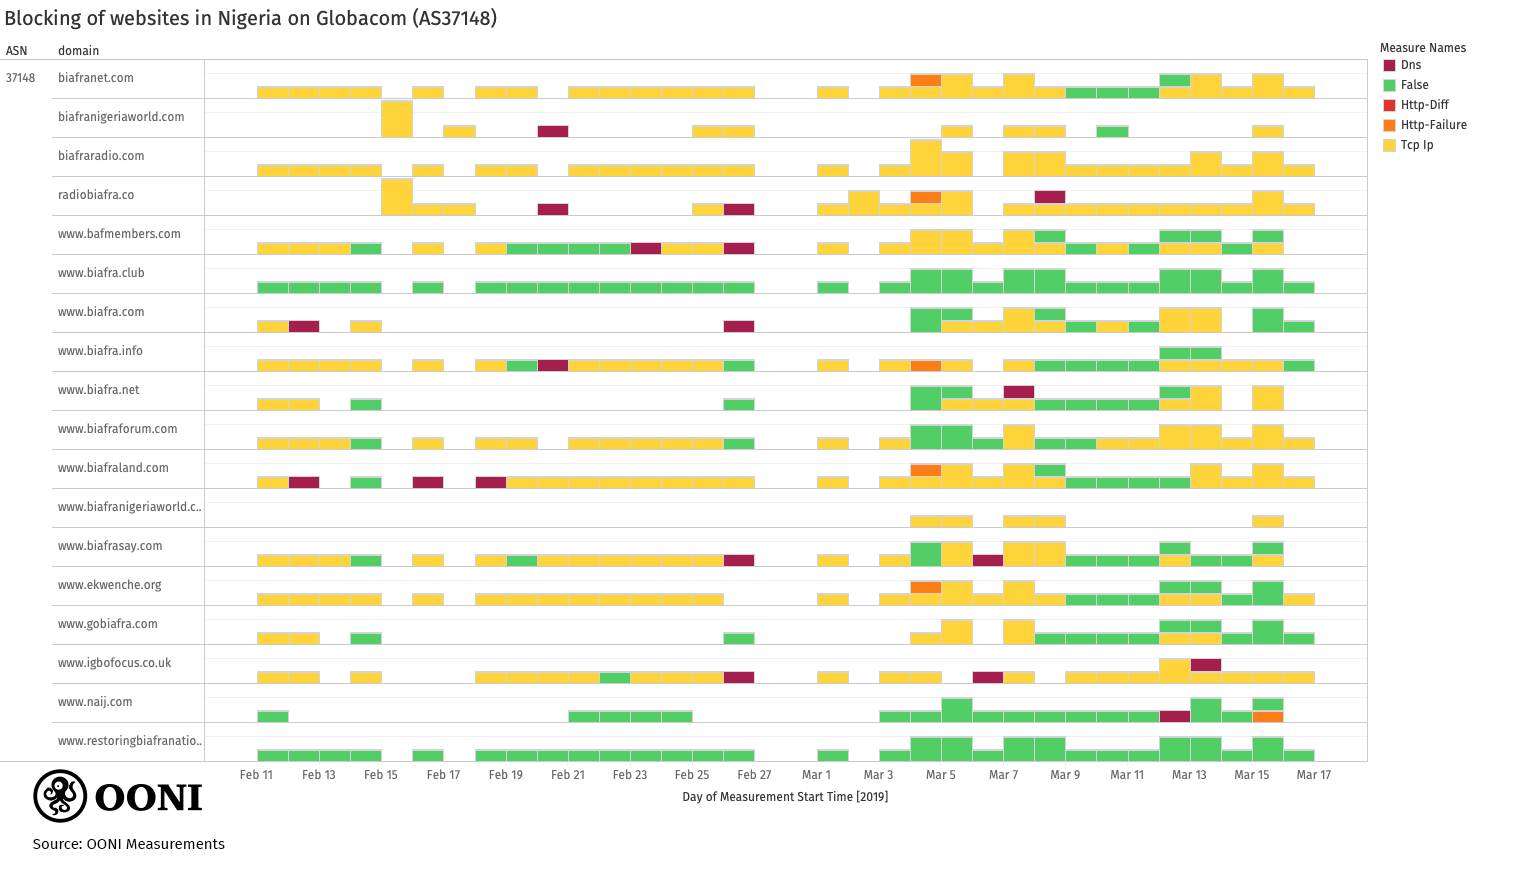 Blocking of websites in Nigeria on Globacom (AS37148)
ASN domain
Measure Names
Dns
False
Http-Diff
Http-Failure
Tcp Ip
37148 biafranet.com
biafranigeriaworld.com
biafraradio.com
radiobiafra.co
www.bafmembers.com
www.biafra.club
www.biafra.com
www.biafra.info
www.biafra.net
www.biafraforum.com
www.biafraland.com
www.biafranigeriaworld.c..
www.biafrasay.com
www.ekwenche.org
www.gobiafra.com
www.igbofocus.co.uk
www.naij.com
www.restoringbiafranatio..
Feb 11 Feb 13 Feb 15 Feb 17 Feb 19 Feb 21 Feb 23 Feb 25 Feb 27 Mar 1 Mar 3 Mar 5 Mar 7 Mar 9 Mar 11 Mar 13 Mar 15 Mar 17
Day of Measurement Start Time [2019]
OONI
Source: OONI Measurements